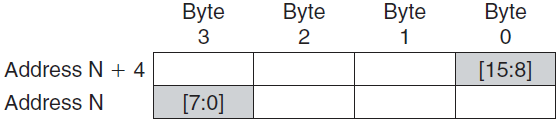 Byte Byte Byte Byte
3 2 1 0
Address N + 4 [15:8]
Address N [7:0]